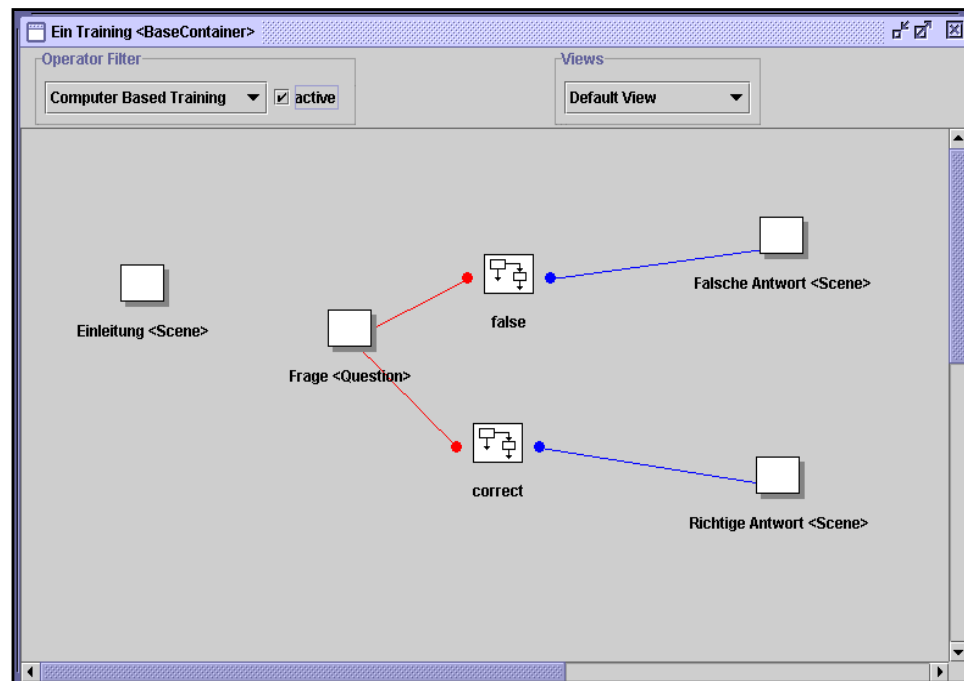 Ein Training <BaseContainer>
Operator Filter
Views
Computer Based Training
active
Default View
Falsche Antwort <Scene>
false
Einleitung <Scene>
Frage <Question>
correct
Richtige Antwort <Scene>